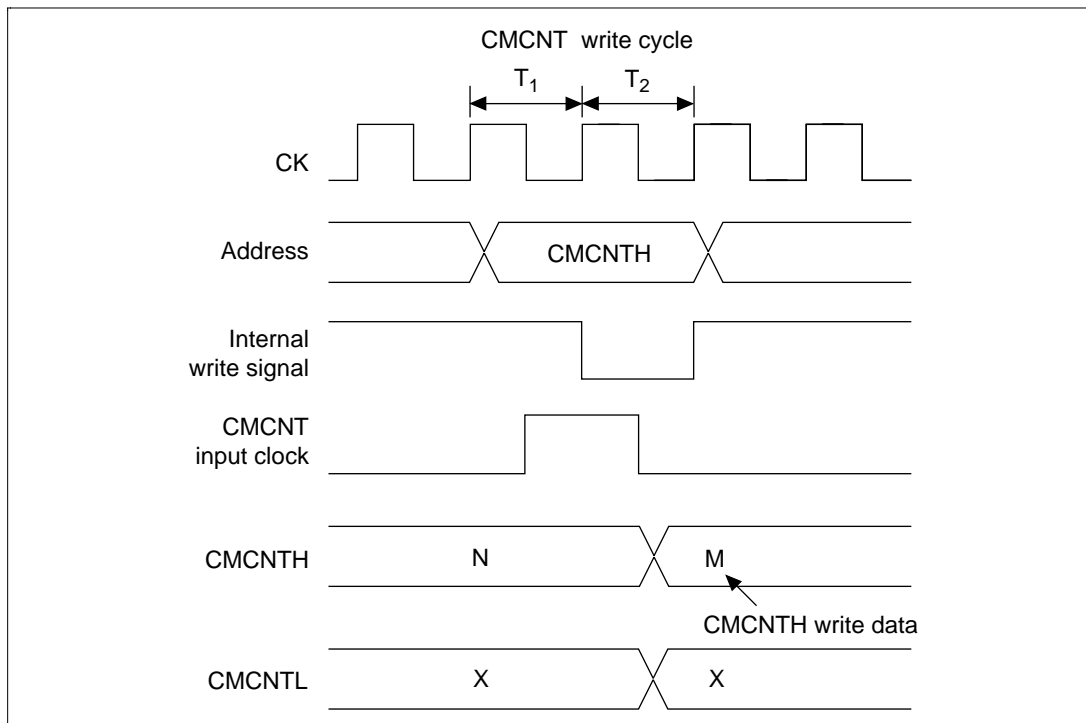 CMCNT write cycle
T1 T2
CK
Address CMCNTH
Internal
write signal
CMCNT
input clock
CMCNTH N M
CMCNTH write data
CMCNTL X X